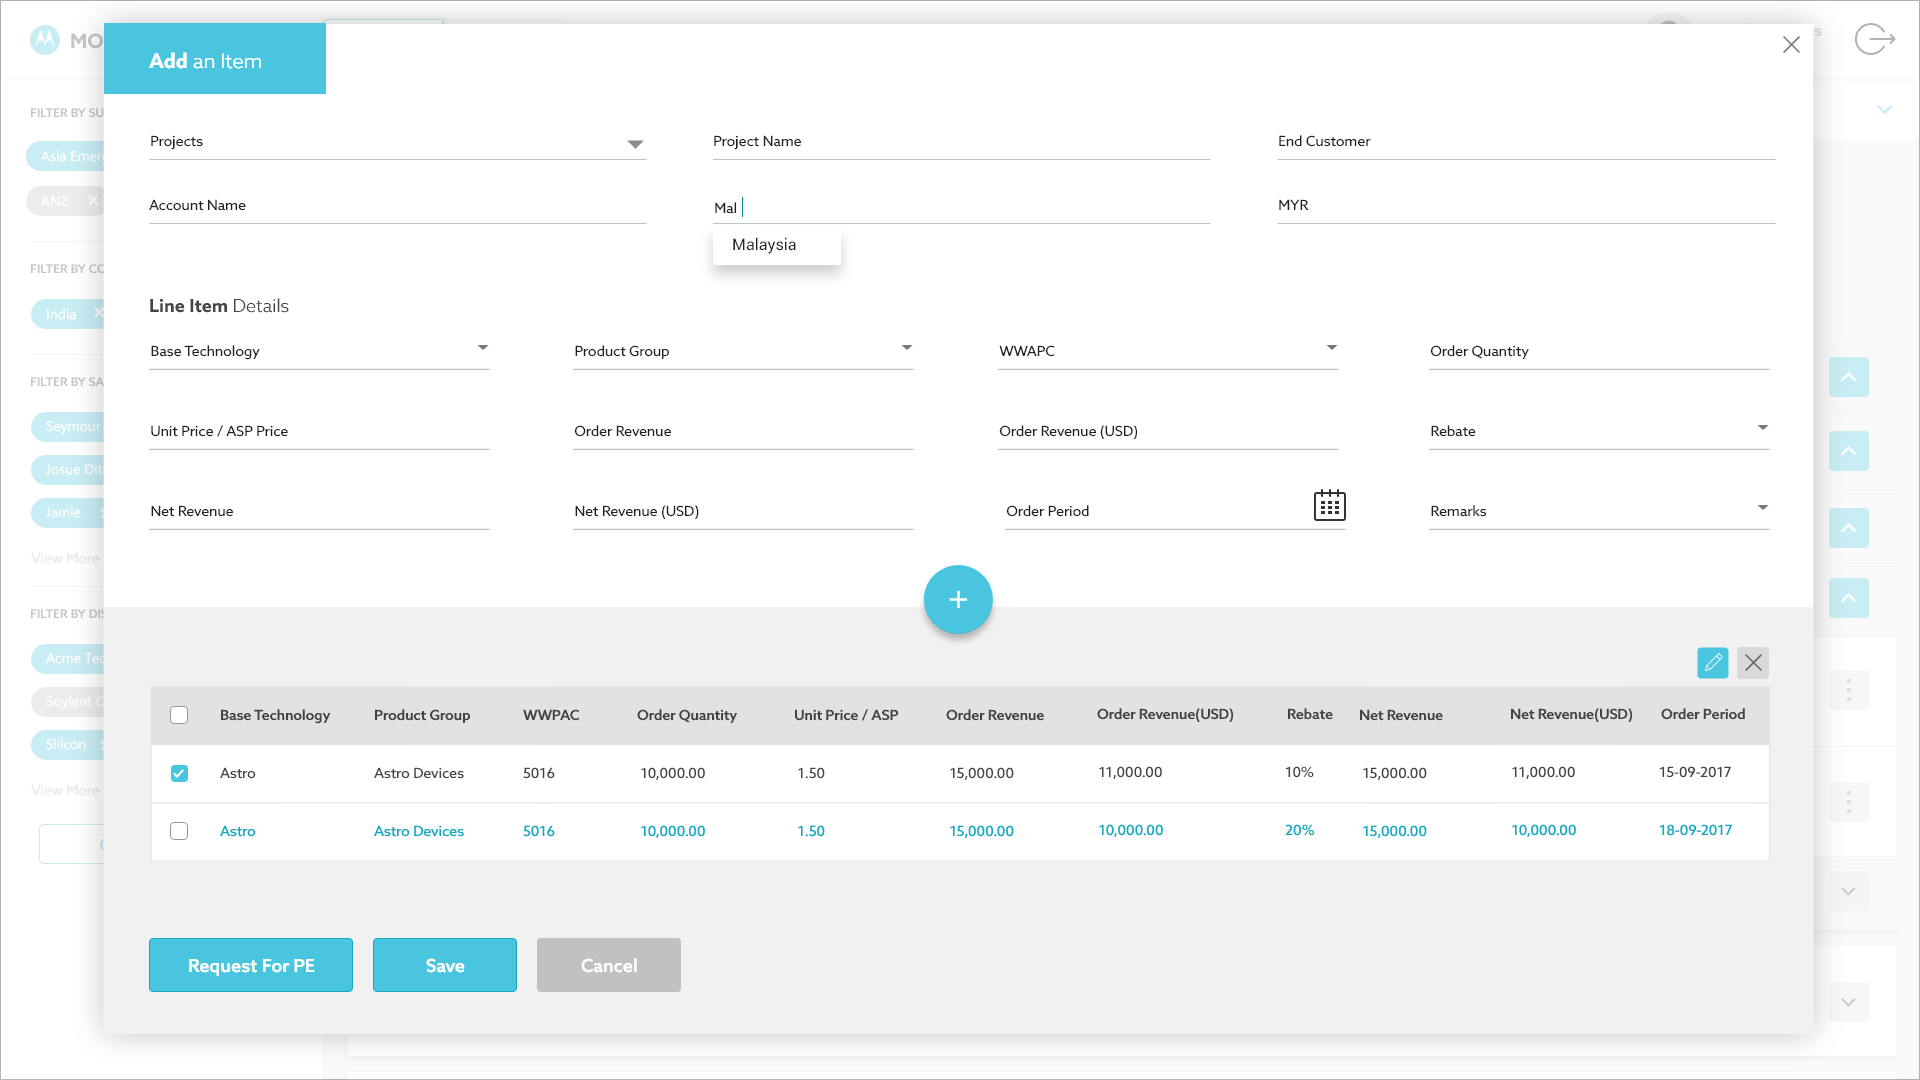 MO
Add an Item
FILTER BY SU
Asia Emer
ANZ
FILTER BY CO
India
FILTER BY SA
Seymour
Josue Dit
Jamie
View More
FILTER BY DIS
Acme Tec
Soylent C
Silicon
View More
Projects
Project Name
End Customer
Account Name
Mal
MYR
Malaysia
Line Item Details
Base Technology
Product Group
WWAPC
Order Quantity
Unit Price / ASP Price
Order Revenue
Order Revenue (USD)
Rebate
Net Revenue
Net Revenue (USD)
Order Period
Remarks
+
Base Technology Product Group WWPAC Order Quantity Unit Price / ASP Order Revenue Order Revenue(USD) Rebate Net Revenue Net Revenue(USD) Order Period
Astro Astro Devices 5016 10,000.00 1.50 15,000.00 11,000.00 10% 15,000.00 11,000.00 15-09-2017
Astro Astro Devices 5016 10,000.00 1.50 15,000.00 10,000.00 20% 15,000.00 10,000.00 18-09-2017
Request For PE
Save
Cancel